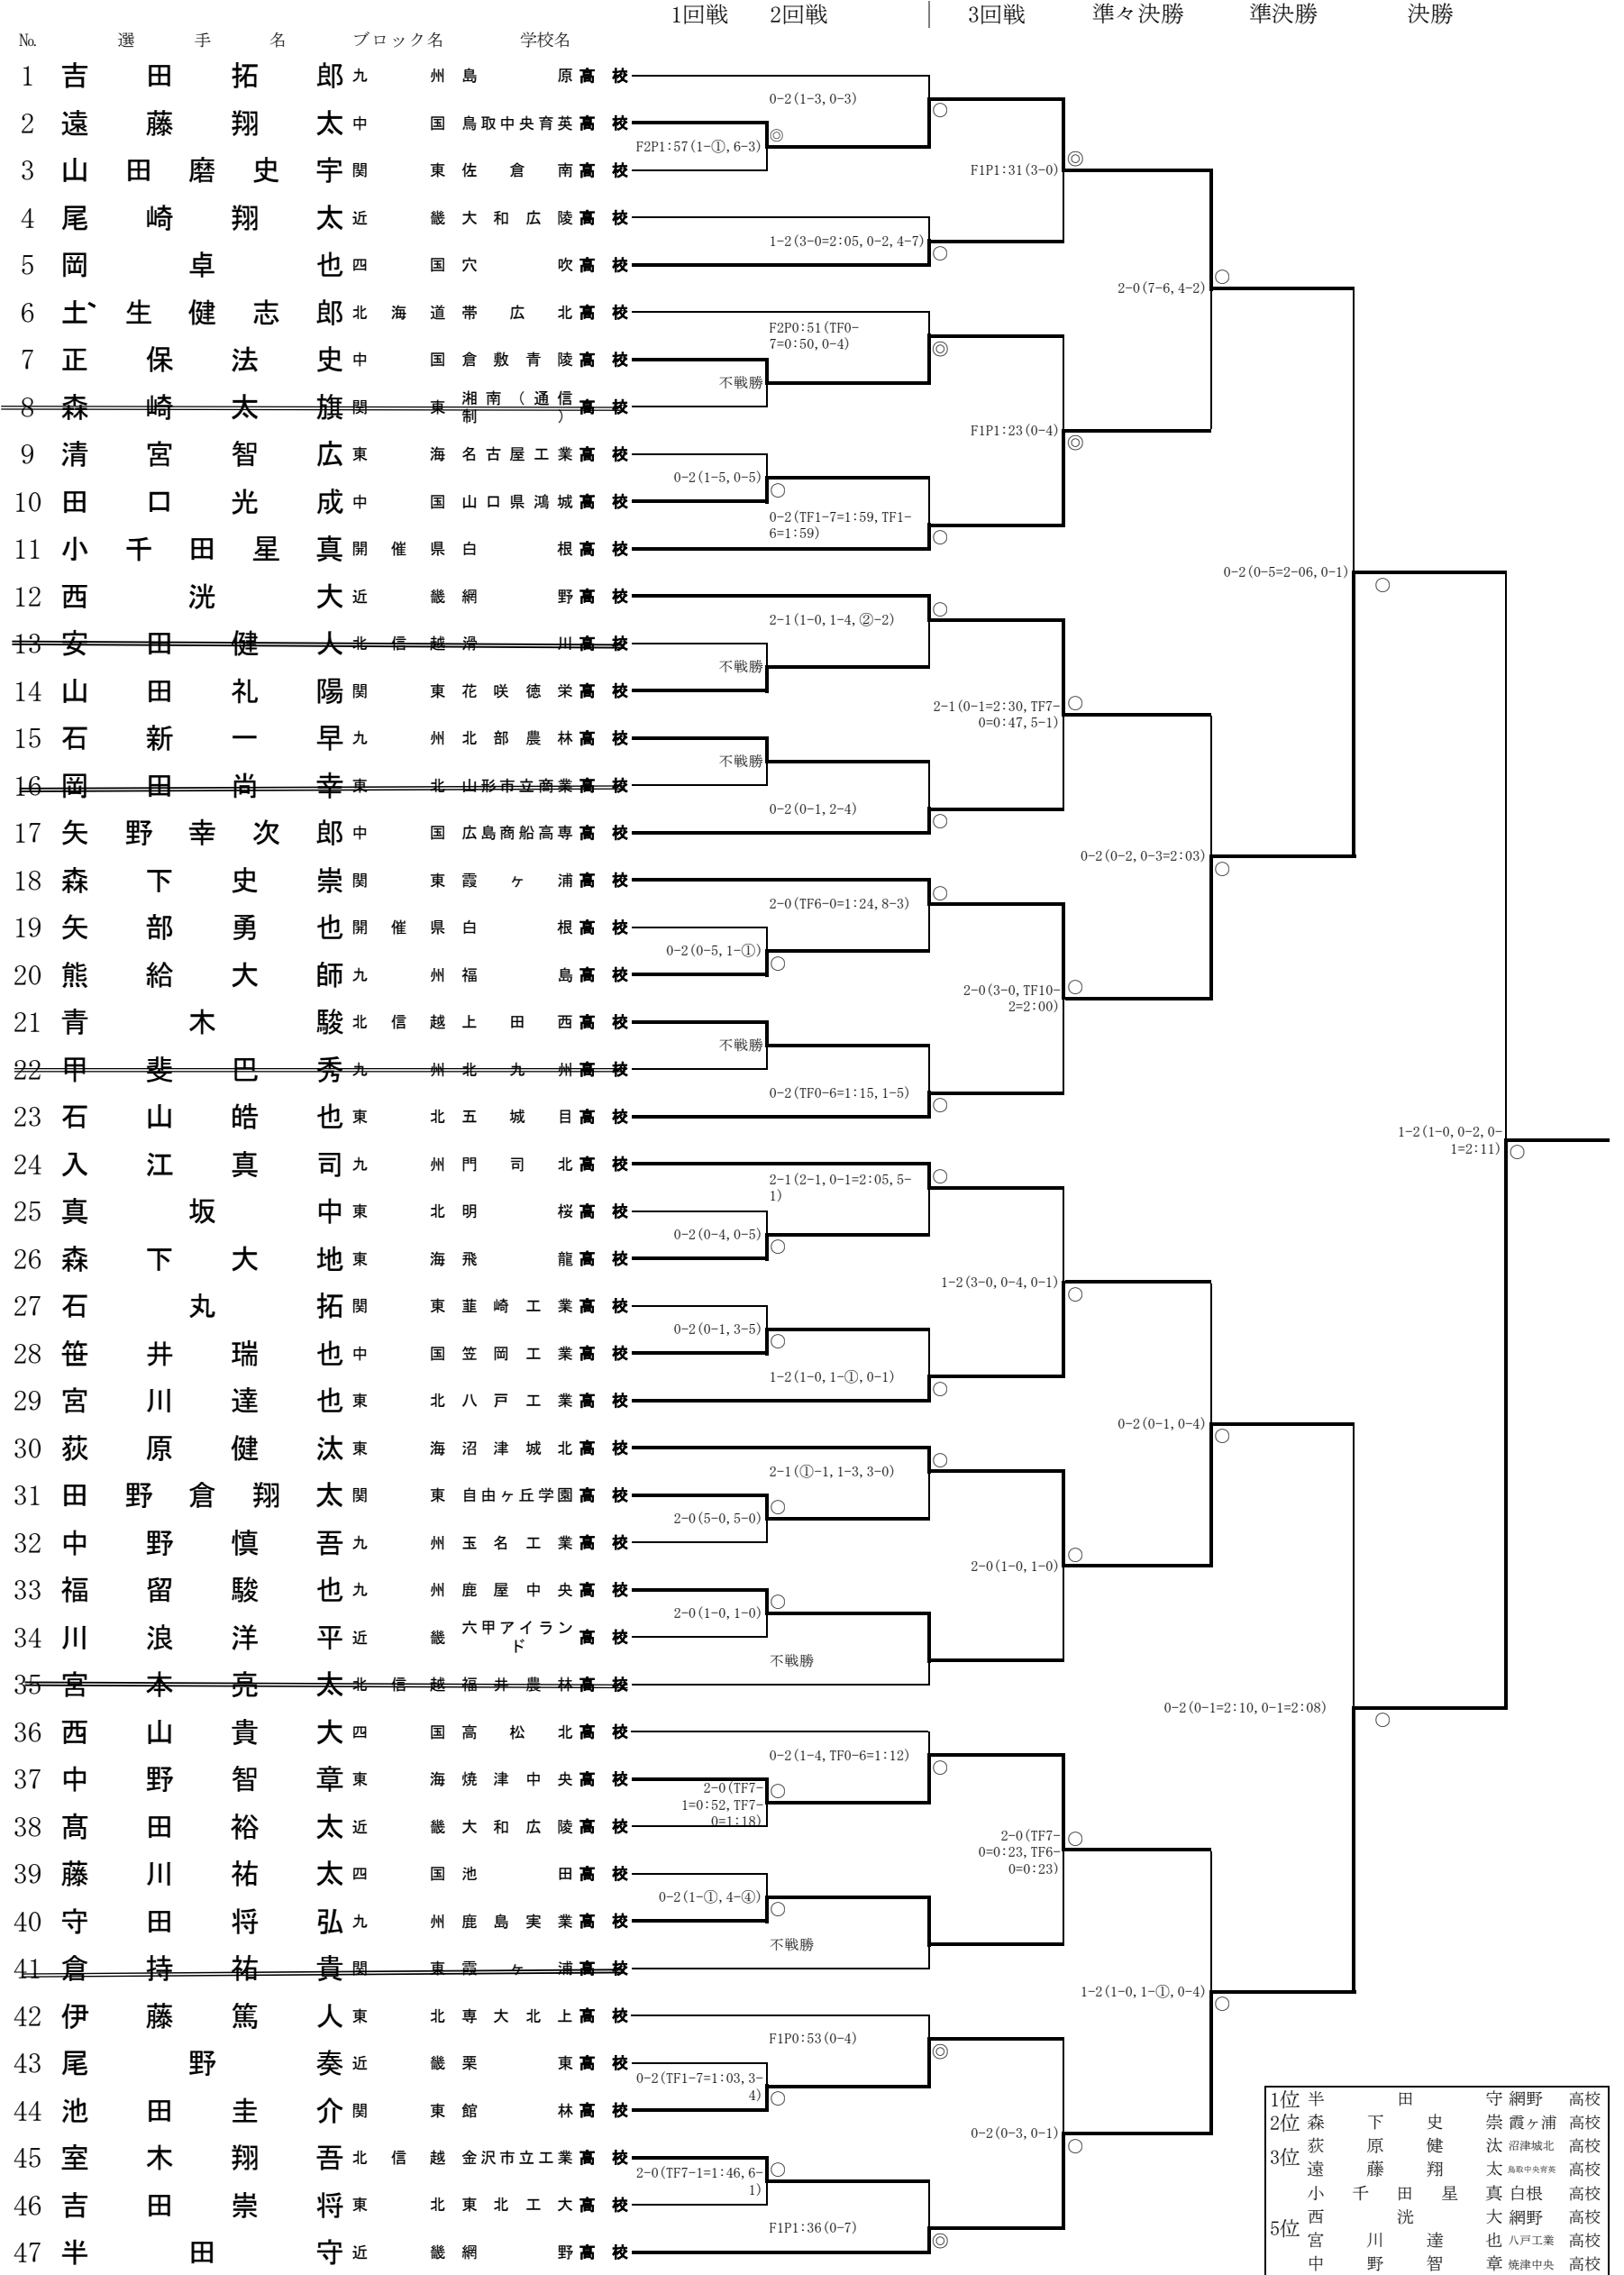 1回戦 2回戦 3回戦 準々決勝 準決勝 決勝
№ 選手名 ブロック名 学校名
1 吉田拓郎 九州 島原 高校
0-2(1-3,0-3)
2 遠藤翔太 中国 鳥取中央育英 高校
F2P1:57(1-①,6-3) ◎ ○
3 山田磨史宇 関東 佐倉南 高校
F1P1:31(3-0) ◎
4 尾崎翔太 近畿 大和広陵 高校
1-2(3-0=2:05,0-2,4-7) ○
5 岡卓也 四国 穴吹 高校
2-0(7-6,4-2) ○
6 土生健志郎 北海道 帯広北 高校
F2P0:51(TF0-
7=0:50,0-4) ◎
7 正保法史 中国 倉敷青陵 高校
不戦勝
8 森崎太旗 関東 湘南(通信制) 高校
F1P1:23(0-4) ◎
9 清宮智広 東海 名古屋工業 高校
0-2(1-5,0-5) ○
10 田口光成 中国 山口県鴻城 高校
0-2(TF1-7=1:59,TF1-
6=1:59) ○
11 小千田星真 開催県 白根 高校
0-2(0-5=2-06,0-1) ○
12 西洸大 近畿 網野 高校
2-1(1-0,1-4,②-2) ○
13 安田健人 北信越 滑川 高校
不戦勝
14 山田礼陽 関東 花咲徳栄 高校
2-1(0-1=2:30,TF7-
0=0:47,5-1) ○
15 石新一早 九州 北部農林 高校
不戦勝
16 岡田尚幸 東北 山形市立商業 高校
0-2(0-1,2-4) ○
17 矢野幸次郎 中国 広島商船高専 高校
0-2(0-2,0-3=2:03) ○
18 森下史崇 関東 霞ヶ浦 高校
2-0(TF6-0=1:24,8-3) ○
19 矢部勇也 開催県 白根 高校
0-2(0-5,1-①) ○
20 熊給大師 九州 福島 高校
2-0(3-0,TF10-
2=2:00) ○
21 青木駿 北信越 上田西 高校
不戦勝
22 甲斐巴秀 九州 北九州 高校
0-2(TF0-6=1:15,1-5) ○
23 石山皓也 東北 五城目 高校
1-2(1-0,0-2,0-
1=2:11) ○
24 入江真司 九州 門司北 高校
2-1(2-1,0-1=2:05,5-
1) ○
25 真坂中 東北 明桜 高校
0-2(0-4,0-5) ○
26 森下大地 東海 飛龍 高校
1-2(3-0,0-4,0-1) ○
27 石丸拓 関東 韮崎工業 高校
0-2(0-1,3-5) ○
28 笹井瑞也 中国 笠岡工業 高校
1-2(1-0,1-①,0-1) ○
29 宮川達也 東北 八戸工業 高校
0-2(0-1,0-4) ○
30 荻原健汰 東海 沼津城北 高校
2-1(①-1,1-3,3-0) ○
31 田野倉翔太 関東 自由ヶ丘学園 高校
2-0(5-0,5-0) ○
32 中野慎吾 九州 玉名工業 高校
2-0(1-0,1-0) ○
33 福留駿也 九州 鹿屋中央 高校
2-0(1-0,1-0) ○
34 川浪洋平 近畿 六甲アイランド 高校
不戦勝
35 宮本亮太 北信越 福井農林 高校
0-2(0-1=2:10,0-1=2:08) ○
36 西山貴大 四国 高松北 高校
0-2(1-4,TF0-6=1:12) ○
37 中野智章 東海 焼津中央 高校
2-0(TF7-
1=0:52,TF7-
0=1:18) ○
38 髙田裕太 近畿 大和広陵 高校
2-0(TF7-
0=0:23,TF6-
0=0:23) ○
39 藤川祐太 四国 池田 高校
0-2(1-①,4-④) ○
40 守田将弘 九州 鹿島実業 高校
不戦勝
41 倉持祐貴 関東 霞ヶ浦 高校
1-2(1-0,1-①,0-4) ○
42 伊藤篤人 東北 専大北上 高校
F1P0:53(0-4) ◎
43 尾野奏 近畿 栗東 高校
0-2(TF1-7=1:03,3-
4) ○
44 池田圭介 関東 館林 高校
0-2(0-3,0-1) ○
45 室木翔吾 北信越 金沢市立工業 高校
2-0(TF7-1=1:46,6-
1) ○
46 吉田崇将 東北 東北工大 高校
F1P1:36(0-7) ◎
47 半田守 近畿 網野 高校
1位 半田守 網野 高校
2位 森下史崇 霞ヶ浦 高校
3位 荻原健汰 沼津城北 高校
遠藤翔太 鳥取中央育英 高校
5位 小千田星真 白根 高校
西洸大 網野 高校
宮川達也 八戸工業 高校
中野智章 焼津中央 高校